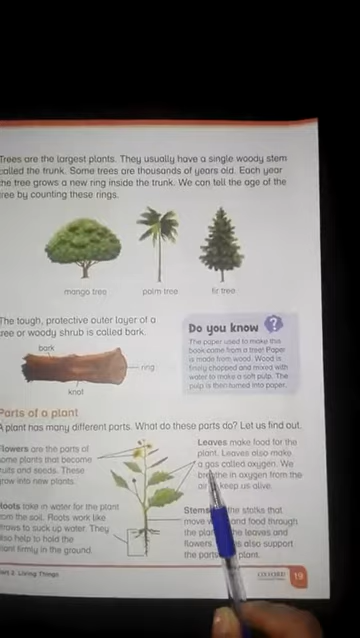 Trees are the largest plants. They usually have a single woody stem
called the trunk. Some trees are thousands of years old. Each year
the tree grows a new ring inside the trunk. We can tell the age of the
tree by counting these rings.
mango tree
palm tree
fir tree
The tough, protective outer layer of a
tree or woody shrub is called bark.
bark
ring
knot
Do you know ?
The paper used to make this
book came from a tree! Paper
is made from wood. Wood is
finely chopped and mixed with
water to make a soft pulp. The
pulp is then turned into paper.
Parts of a plant
A plant has many different parts. What do these parts do? Let us find out.
Flowers are the parts of
some plants that become
fruits and seeds. These
grow into new plants.
Roots take in water for the plant
from the soil. Roots work like
straws to suck up water. They
also help to hold the
plant firmly in the ground.
Leaves make food for the
plant. Leaves also make
a gas called oxygen. We
breathe in oxygen from the
air keep us alive.
Stems the stalks that
move and food through
the plant the leaves and
flowers. also support
the parts plant.
Unit 2: Living Things
OXFORD
19